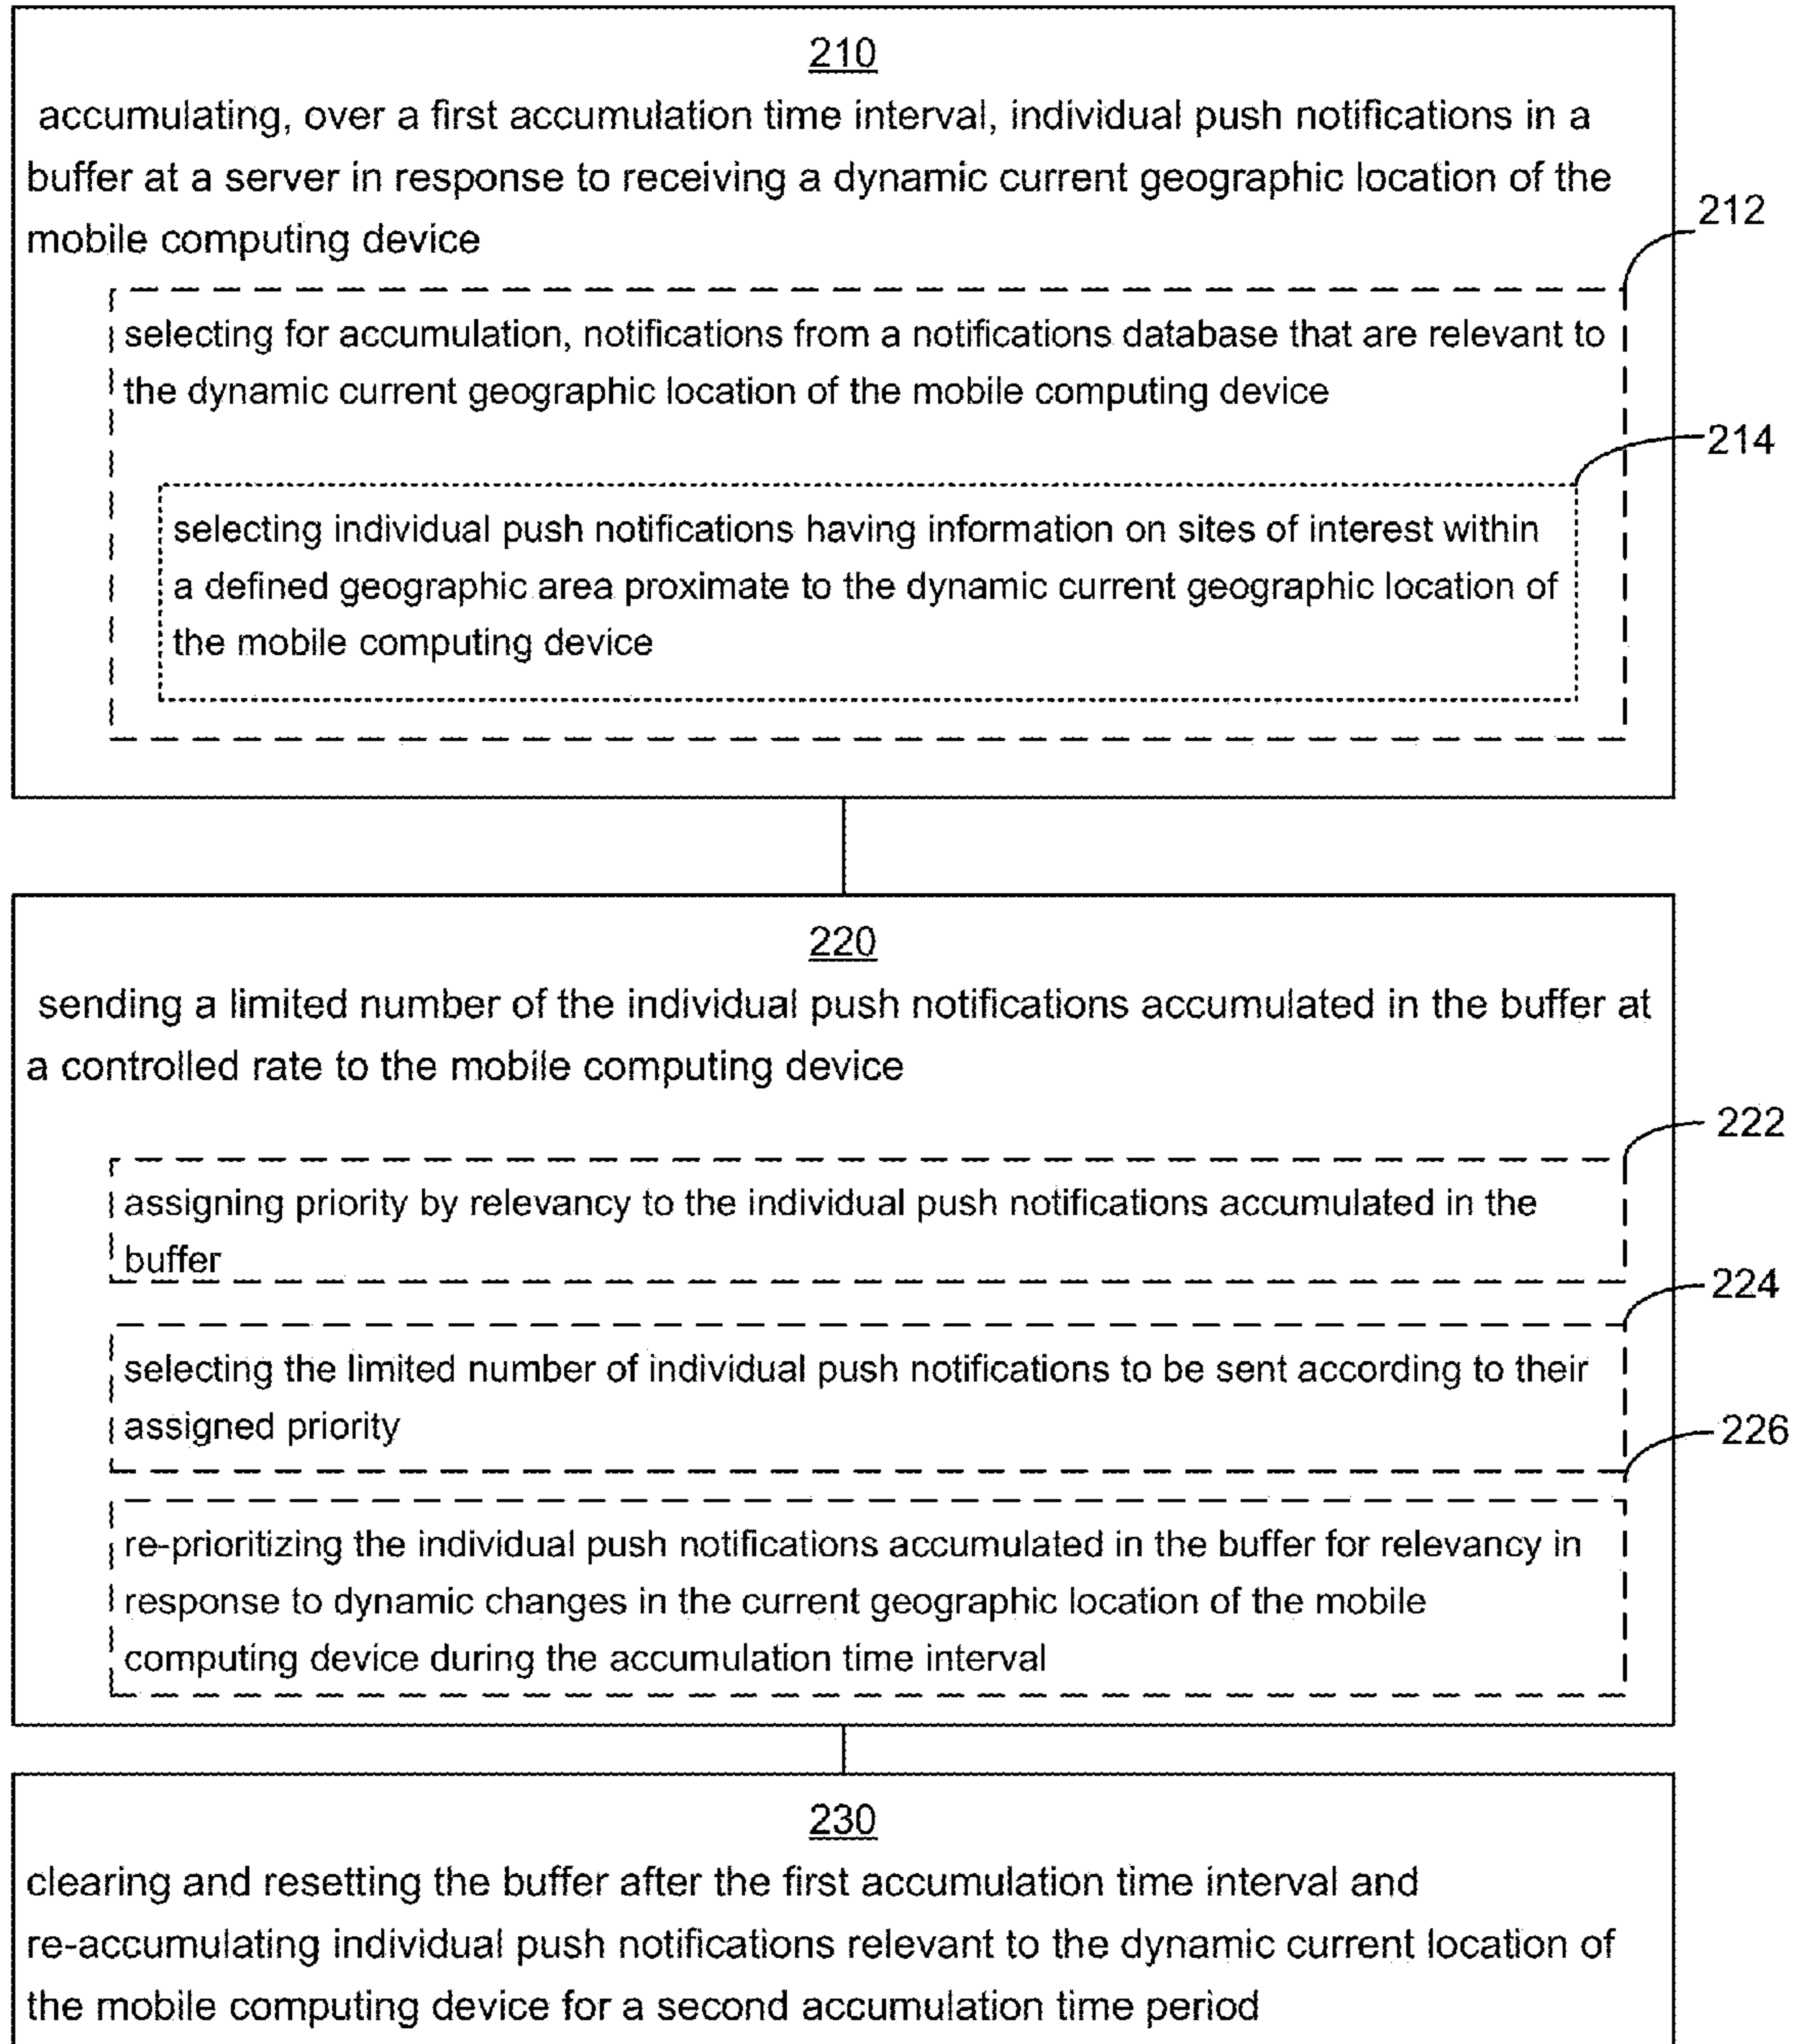 210
accumulating, over a first accumulation time interval, individual push notifications in a
buffer at a server in response to receiving a dynamic current geographic location of the
mobile computing device
212
selecting for accumulation, notifications from a notifications database that are relevant to
the dynamic current geographic location of the mobile computing device
214
selecting individual push notifications having information on sites of interest within
a defined geographic area proximate to the dynamic current geographic location of
the mobile computing device
220
sending a limited number of the individual push notifications accumulated in the buffer at
a controlled rate to the mobile computing device
222
assigning priority by relevancy to the individual push notifications accumulated in the
buffer
224
selecting the limited number of individual push notifications to be sent according to their
assigned priority
226
re-prioritizing the individual push notifications accumulated in the buffer for relevancy in
response to dynamic changes in the current geographic location of the mobile
computing device during the accumulation time interval
230
clearing and resetting the buffer after the first accumulation time interval and
re-accumulating individual push notifications relevant to the dynamic current location of
the mobile computing device for a second accumulation time period